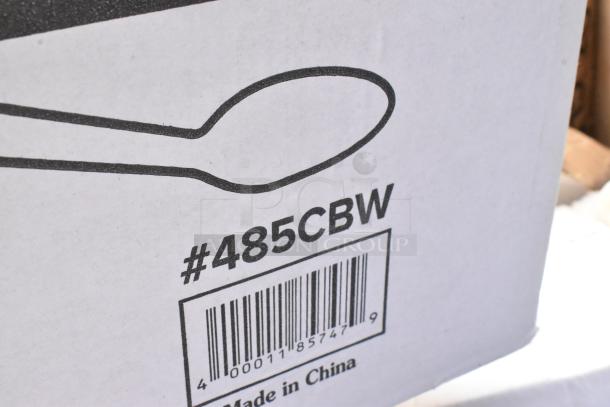 #485CBW
4 00011 85747 9
Made in China
PCI
AUCTION GROUP